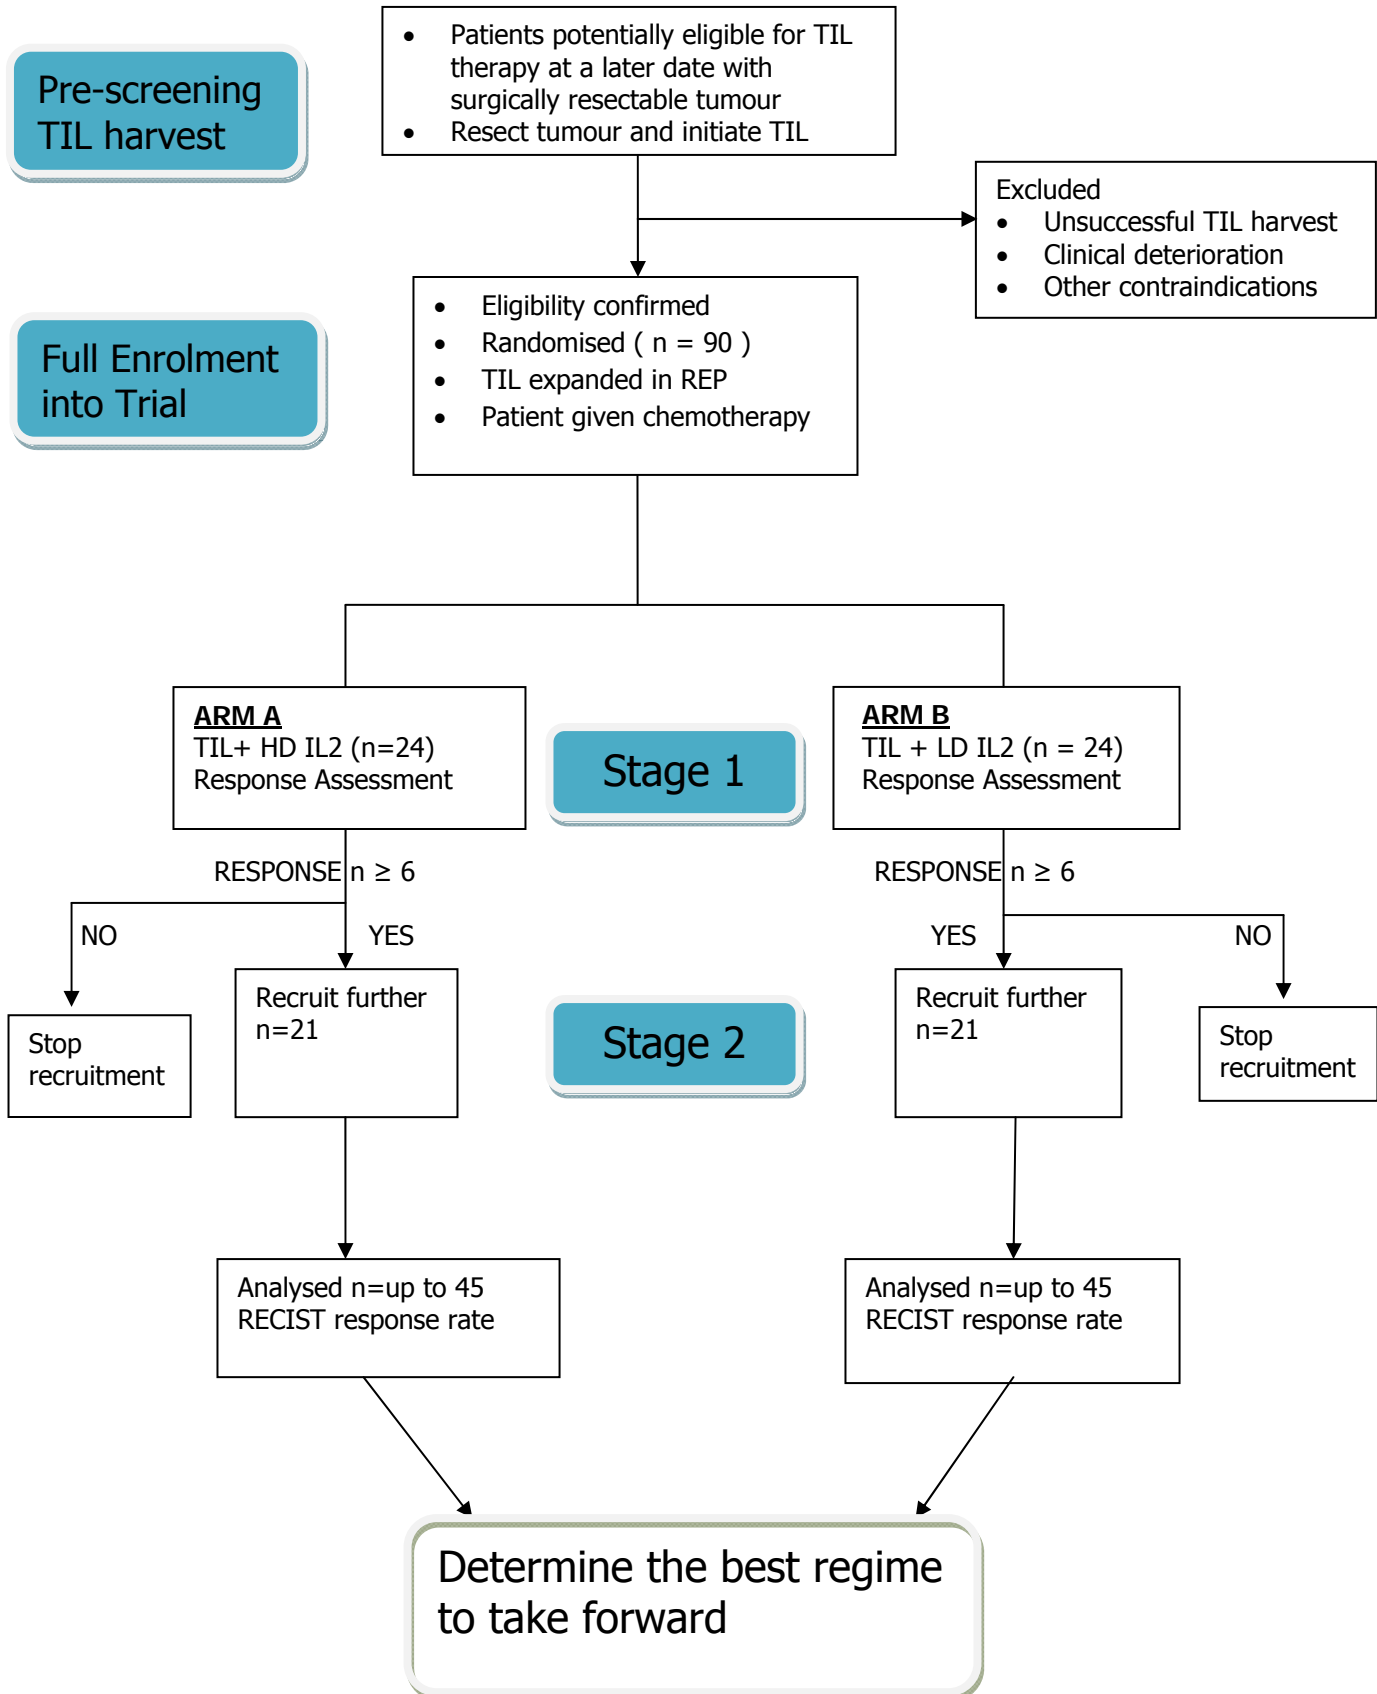 Pre-screening
TIL harvest
• Patients potentially eligible for TIL
therapy at a later date with
surgically resectable tumour
• Resect tumour and initiate TIL
Excluded
• Unsuccessful TIL harvest
• Clinical deterioration
• Other contraindications
Full Enrolment
into Trial
• Eligibility confirmed
• Randomised ( n = 90 )
• TIL expanded in REP
• Patient given chemotherapy
ARM A
TIL+ HD IL2 (n=24)
Response Assessment
Stage 1
ARM B
TIL + LD IL2 (n = 24)
Response Assessment
RESPONSE n ≥ 6
RESPONSE n ≥ 6
NO
YES
YES
NO
Stop
recruitment
Recruit further
n=21
Stage 2
Recruit further
n=21
Stop
recruitment
Analysed n=up to 45
RECIST response rate
Analysed n=up to 45
RECIST response rate
Determine the best regime
to take forward